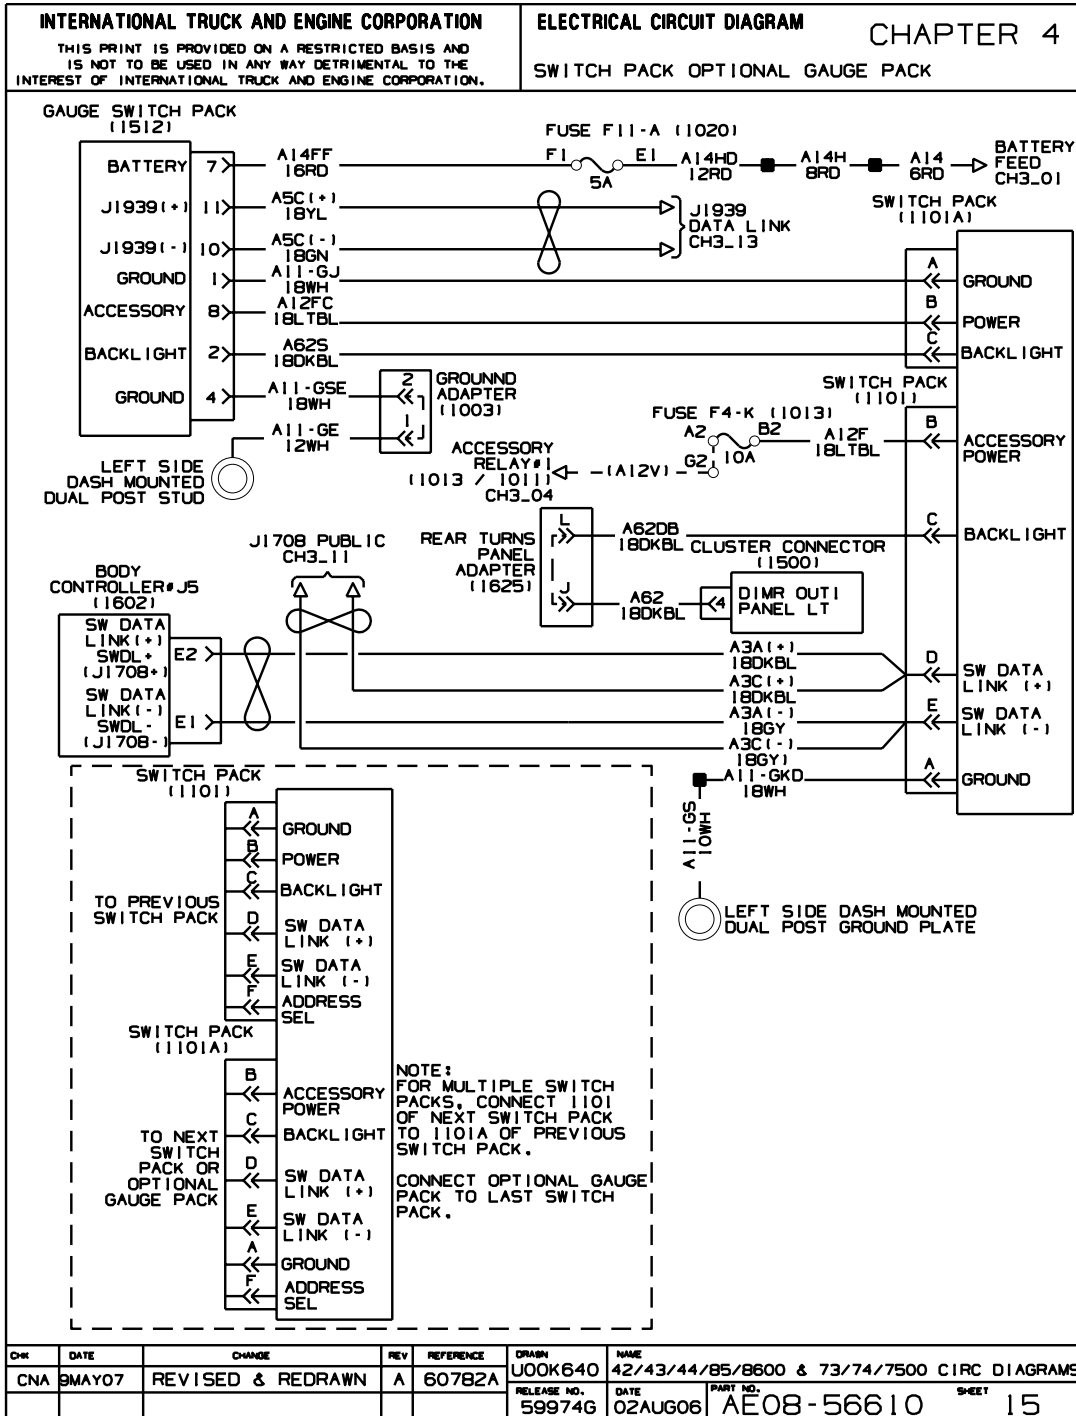 INTERNATIONAL TRUCK AND ENGINE CORPORATION
THIS PRINT IS PROVIDED ON A RESTRICTED BASIS AND
IS NOT TO BE USED IN ANY WAY DETRIMENTAL TO THE
INTEREST OF INTERNATIONAL TRUCK AND ENGINE CORPORATION.
ELECTRICAL CIRCUIT DIAGRAM
CHAPTER 4
SWITCH PACK OPTIONAL GAUGE PACK
GAUGE SWITCH PACK
(1512)
BATTERY 7
J1939(+) 11
J1939(-) 10
GROUND 1
ACCESSORY 8
BACKLIGHT 2
GROUND 4
A14FF
16RD
A5C(+)
18YL
A5C(-)
18GN
A11-GJ
18WH
A12FC
18LTBL
A62S
18DKBL
A11-GSE
18WH
A11-GE
12WH
FUSE F11-A (1020)
F1
E1
5A
A14HD
12RD
A14H
8RD
A14
6RD
BATTERY
FEED
CH3_01
J1939
DATA LINK
CH3_13
SWITCH PACK
(1101A)
A
GROUND
B
POWER
C
BACKLIGHT
2
1
GROUNND
ADAPTER
(1003)
LEFT SIDE
DASH MOUNTED
DUAL POST STUD
SWITCH PACK
(1101)
FUSE F4-K (1013)
A2
B2
G2
10A
A12F
18LTBL
B
ACCESSORY
POWER
ACCESSORY
RELAY#1
(1013 / 1011)
CH3_04
(A12V)
REAR TURNS
PANEL
ADAPTER
(1625)
L
J
A62DB
18DKBL
C
BACKLIGHT
CLUSTER CONNECTOR
(1500)
A62
18DKBL
4
DIMR OUT1
PANEL LT
J1708 PUBLIC
CH3_11
BODY
CONTROLLER#J5
(1602)
SW DATA
LINK(+)
SWDL+
(J1708+)
E2
SW DATA
LINK(-)
SWDL-
(J1708-)
E1
A3A(+)
18DKBL
A3C(+)
18DKBL
A3A(-)
18GY
A3C(-)
18GY)
D
SW DATA
LINK (+)
E
SW DATA
LINK (-)
A
GROUND
A11-GKD
18WH
A11-GS
10WH
LEFT SIDE DASH MOUNTED
DUAL POST GROUND PLATE
SWITCH PACK
(1101)
A
GROUND
B
POWER
C
BACKLIGHT
TO PREVIOUS
SWITCH PACK
D
SW DATA
LINK (+)
E
SW DATA
LINK (-)
F
ADDRESS
SEL
SWITCH PACK
(1101A)
B
ACCESSORY
POWER
C
BACKLIGHT
TO NEXT
SWITCH
PACK OR
OPTIONAL
GAUGE PACK
D
SW DATA
LINK (+)
E
SW DATA
LINK (-)
A
GROUND
F
ADDRESS
SEL
NOTE:
FOR MULTIPLE SWITCH
PACKS, CONNECT 1101
OF NEXT SWITCH PACK
TO 1101A OF PREVIOUS
SWITCH PACK.
CONNECT OPTIONAL GAUGE
PACK TO LAST SWITCH
PACK.
CHK DATE CHANGE REV REFERENCE
CNA 9MAY07 REVISED & REDRAWN A 60782A
DRAWN
U00K640
NAME
42/43/44/85/8600 & 73/74/7500 CIRC DIAGRAMS
RELEASE NO.
59974G
DATE
02AUG06
PART NO.
AE08-56610
SHEET
15